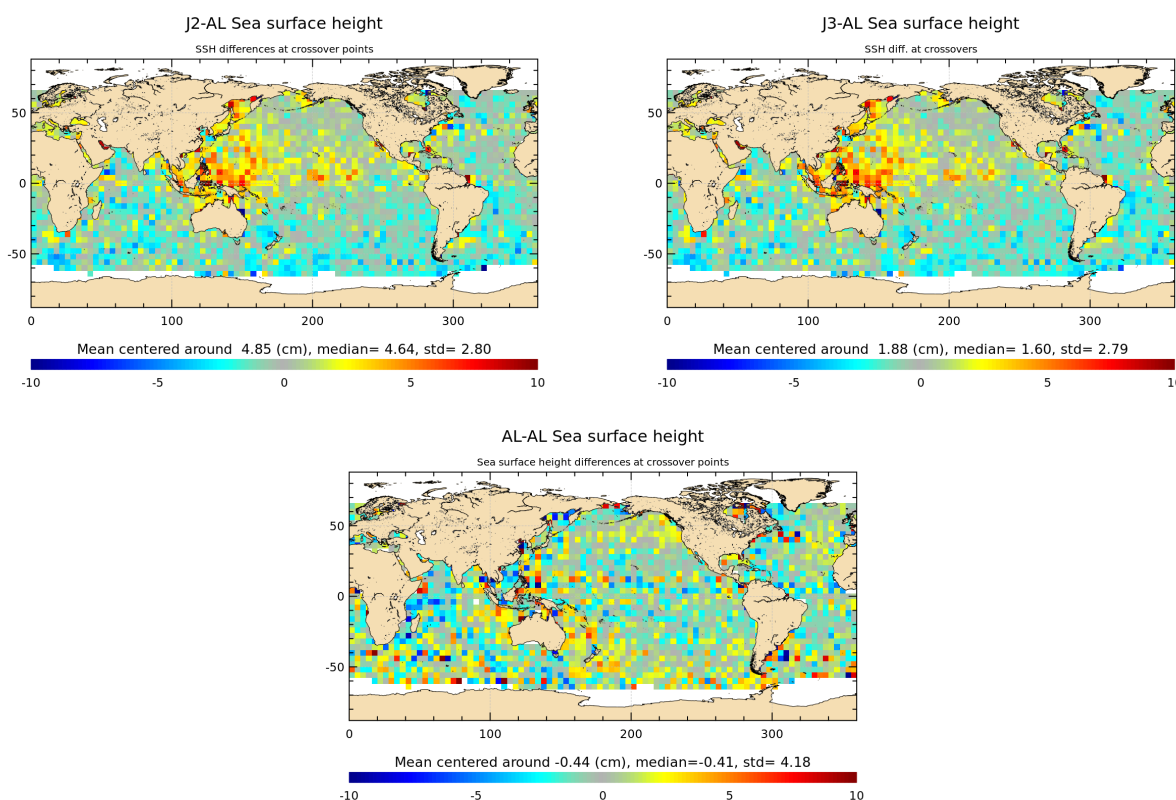 J2-AL Sea surface height
SSH differences at crossover points
50
0
-50
0 100 200 300
Mean centered around 4.85 (cm), median= 4.64, std= 2.80
-10 -5 0 5 10
J3-AL Sea surface height
SSH diff. at crossovers
50
0
-50
0 100 200 300
Mean centered around 1.88 (cm), median= 1.60, std= 2.79
-10 -5 0 5
AL-AL Sea surface height
Sea surface height differences at crossover points
50
0
-50
0 100 200 300
Mean centered around -0.44 (cm), median=-0.41, std= 4.18
-10 -5 0 5 10